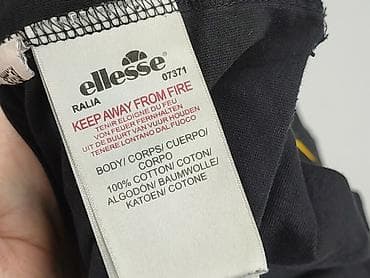 ellesse
RALIA 07371
KEEP AWAY FROM FIRE
TENIR ELOIGNE DU FEU
VON FEUER FERNHALTEN
UIT DE BUURT VAN VUUR HOUDEN
TENERE LONTANO DAL FUOCO
BODY/ CORPS/ CUERPO/
CORPO
100% COTTON/ COTON/
ALGODÓN/ BAUMWOLLE/
KATOEN/ COTONE